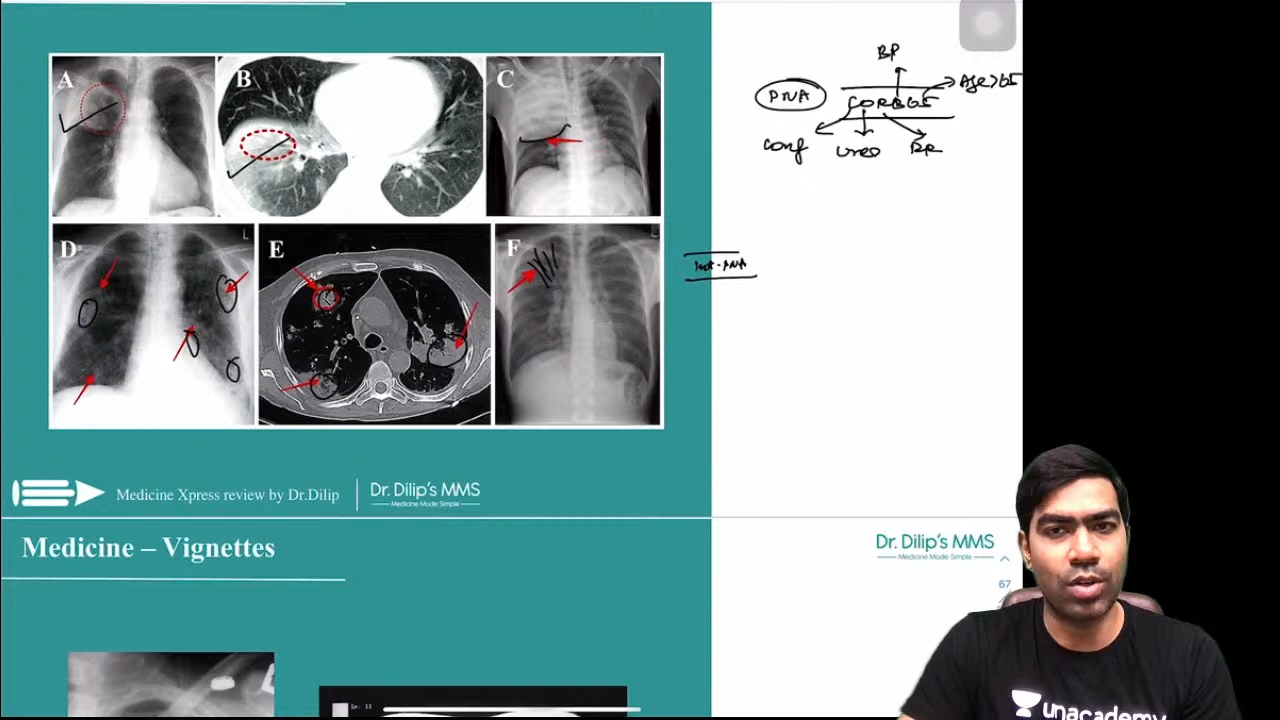 A
B
C
D
L
E
F
BP
PNA
CURB65
Age>65
Conf
Urea
RR
Medicine Xpress review by Dr.Dilip
Dr. Dilip's MMS
Medicine Made Simple
Medicine – Vignettes
Dr. Dilip's MMS
Medicine Made Simple
67
unacademy